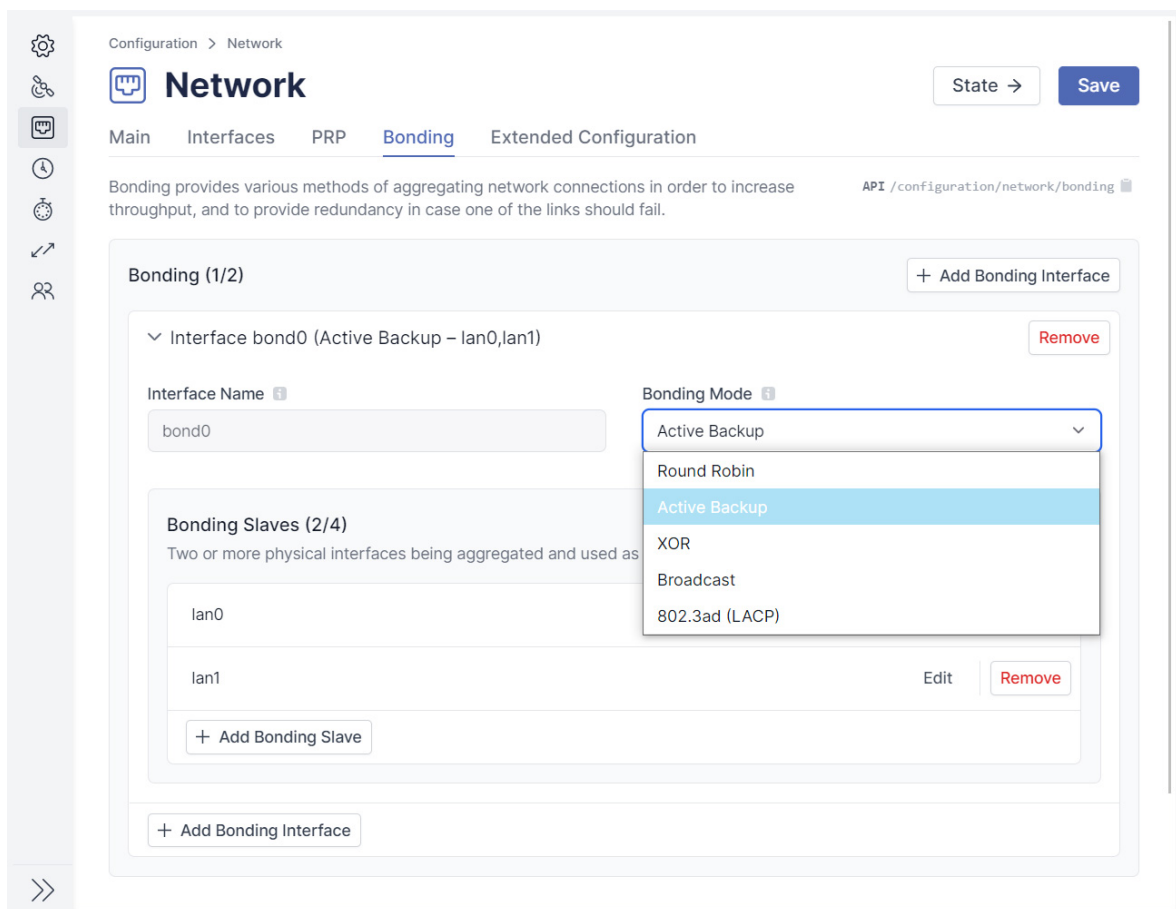 Configuration > Network
Network
State →
Save
Main Interfaces PRP Bonding Extended Configuration
Bonding provides various methods of aggregating network connections in order to increase
throughput, and to provide redundancy in case one of the links should fail.
API /configuration/network/bonding
Bonding (1/2)
+ Add Bonding Interface
Interface bond0 (Active Backup – lan0,lan1)
Remove
Interface Name
bond0
Bonding Mode
Active Backup
Round Robin
Active Backup
XOR
Broadcast
802.3ad (LACP)
Bonding Slaves (2/4)
Two or more physical interfaces being aggregated and used as
lan0
lan1
Edit
Remove
+ Add Bonding Slave
+ Add Bonding Interface